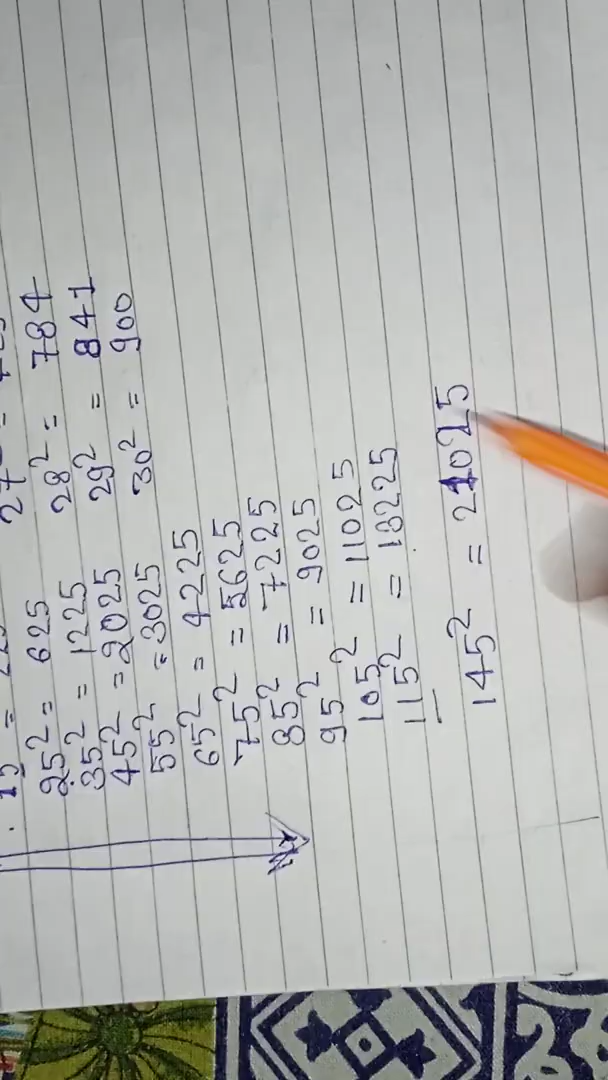 25² = 625
35² = 1225
45² = 2025
55² = 3025
65² = 4225
75² = 5625
85² = 7225
95² = 9025
105² = 11025
115² = 13225
145² = 21025
28² = 784
29² = 841
30² = 900